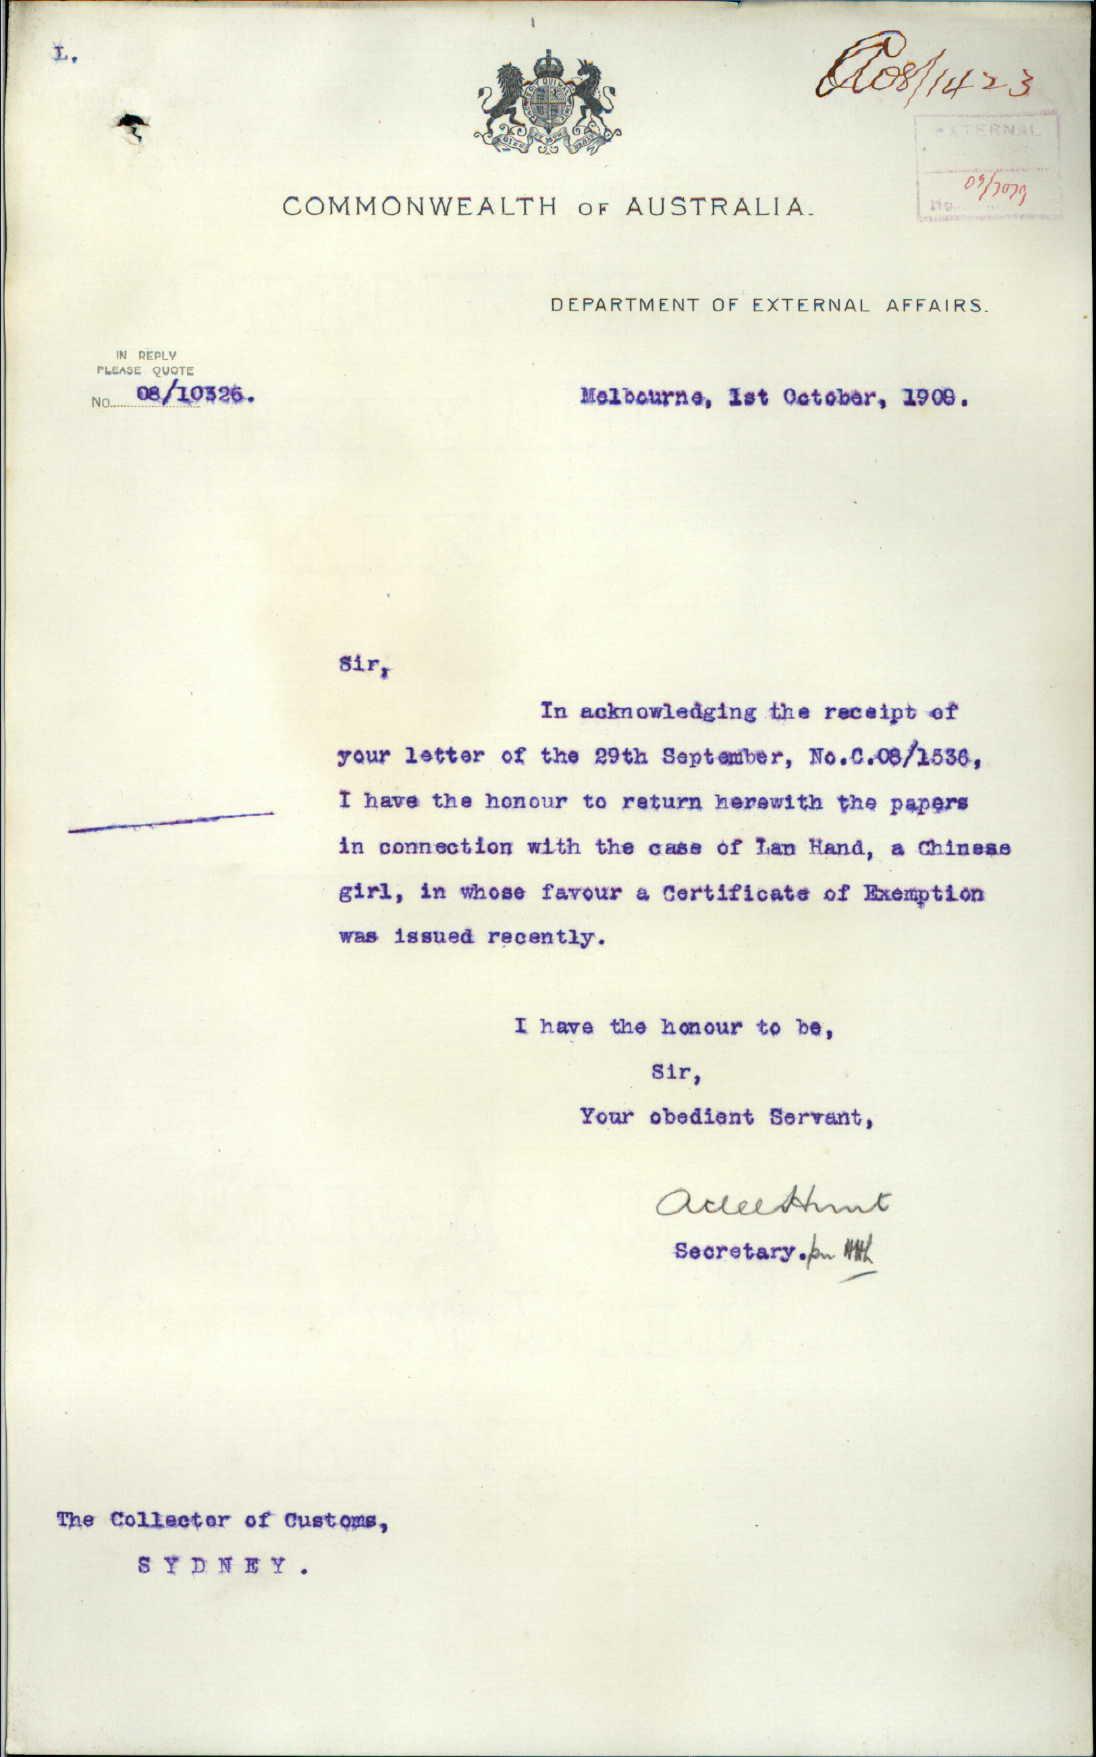 L.
08/1423
EXTERNAL
No.
COMMONWEALTH OF AUSTRALIA.
DEPARTMENT OF EXTERNAL AFFAIRS.
IN REPLY
PLEASE QUOTE
No. 08/10326.
Melbourne, 1st October, 1908.
Sir,
In acknowledging the receipt of
your letter of the 29th September, No.C.08/1536,
I have the honour to return herewith the papers
in connection with the case of Lan Hand, a Chinese
girl, in whose favour a Certificate of Exemption
was issued recently.
I have the honour to be,
Sir,
Your obedient Servant,
Atlee Hunt
Secretary.
The Collector of Customs,
SYDNEY.